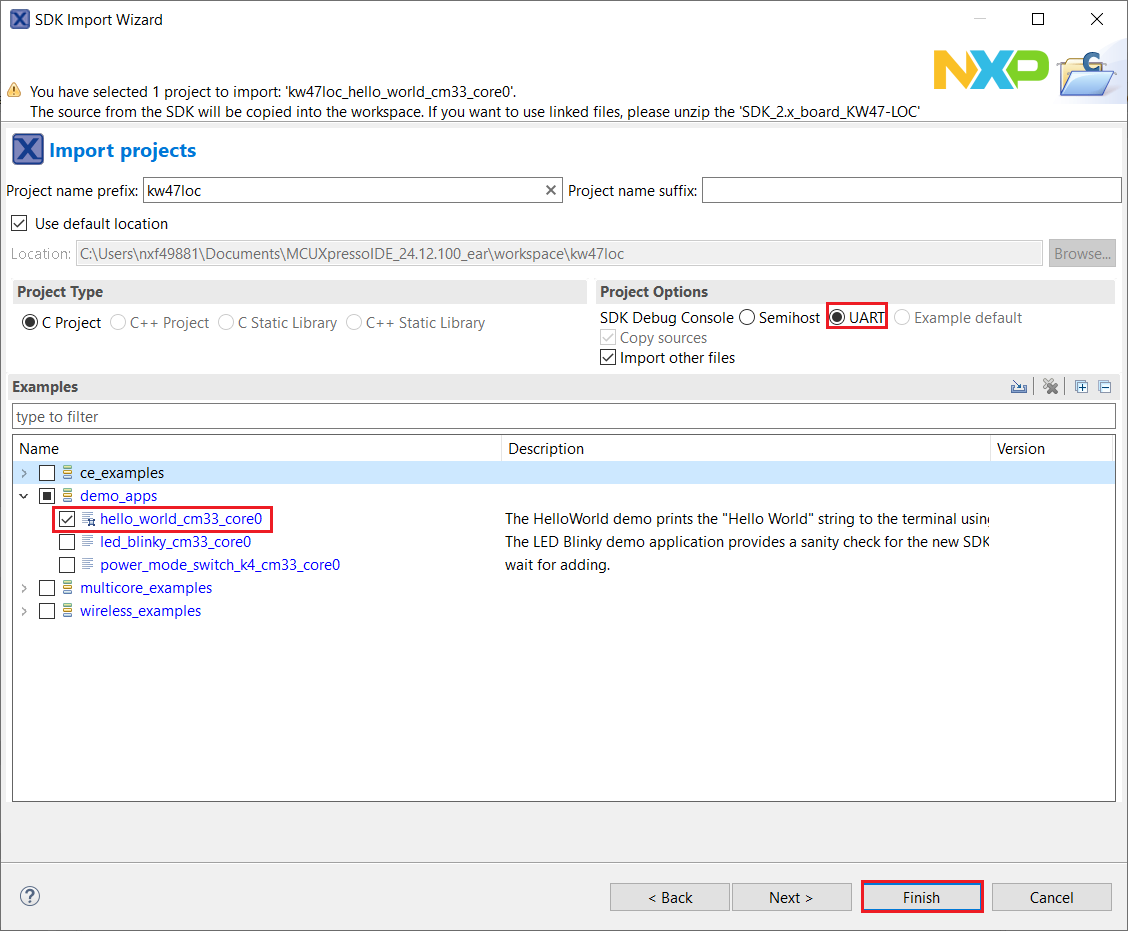 SDK Import Wizard
NXP
You have selected 1 project to import: 'kw47loc_hello_world_cm33_core0'.
The source from the SDK will be copied into the workspace. If you want to use linked files, please unzip the 'SDK_2.x_board_KW47-LOC'
Import projects
Project name prefix: kw47loc Project name suffix:
Use default location
Location: C:\Users\nxf49881\Documents\MCUXpressoIDE_24.12.100_ear\workspace\kw47loc Browse...
Project Type
C Project C++ Project C Static Library C++ Static Library
Project Options
SDK Debug Console Semihost UART Example default
Copy sources
Import other files
Examples
type to filter
Name Description Version
ce_examples
demo_apps
hello_world_cm33_core0 The HelloWorld demo prints the "Hello World" string to the terminal using
led_blinky_cm33_core0 The LED Blinky demo application provides a sanity check for the new SDK
power_mode_switch_k4_cm33_core0 wait for adding.
multicore_examples
wireless_examples
< Back Next > Finish Cancel